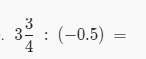 . 3 3/4 : (−0.5) =